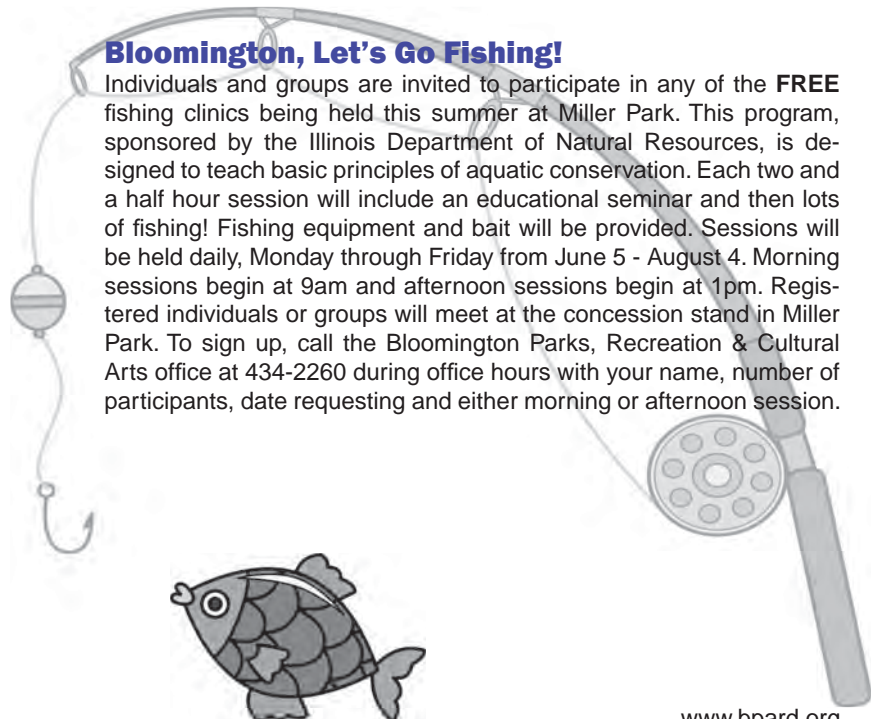 Bloomington, Let's Go Fishing!
Individuals and groups are invited to participate in any of the FREE
fishing clinics being held this summer at Miller Park. This program,
sponsored by the Illinois Department of Natural Resources, is de-
signed to teach basic principles of aquatic conservation. Each two and
a half hour session will include an educational seminar and then lots
of fishing! Fishing equipment and bait will be provided. Sessions will
be held daily, Monday through Friday from June 5 - August 4. Morning
sessions begin at 9am and afternoon sessions begin at 1pm. Regis-
tered individuals or groups will meet at the concession stand in Miller
Park. To sign up, call the Bloomington Parks, Recreation & Cultural
Arts office at 434-2260 during office hours with your name, number of
participants, date requesting and either morning or afternoon session.
www.bpard.org